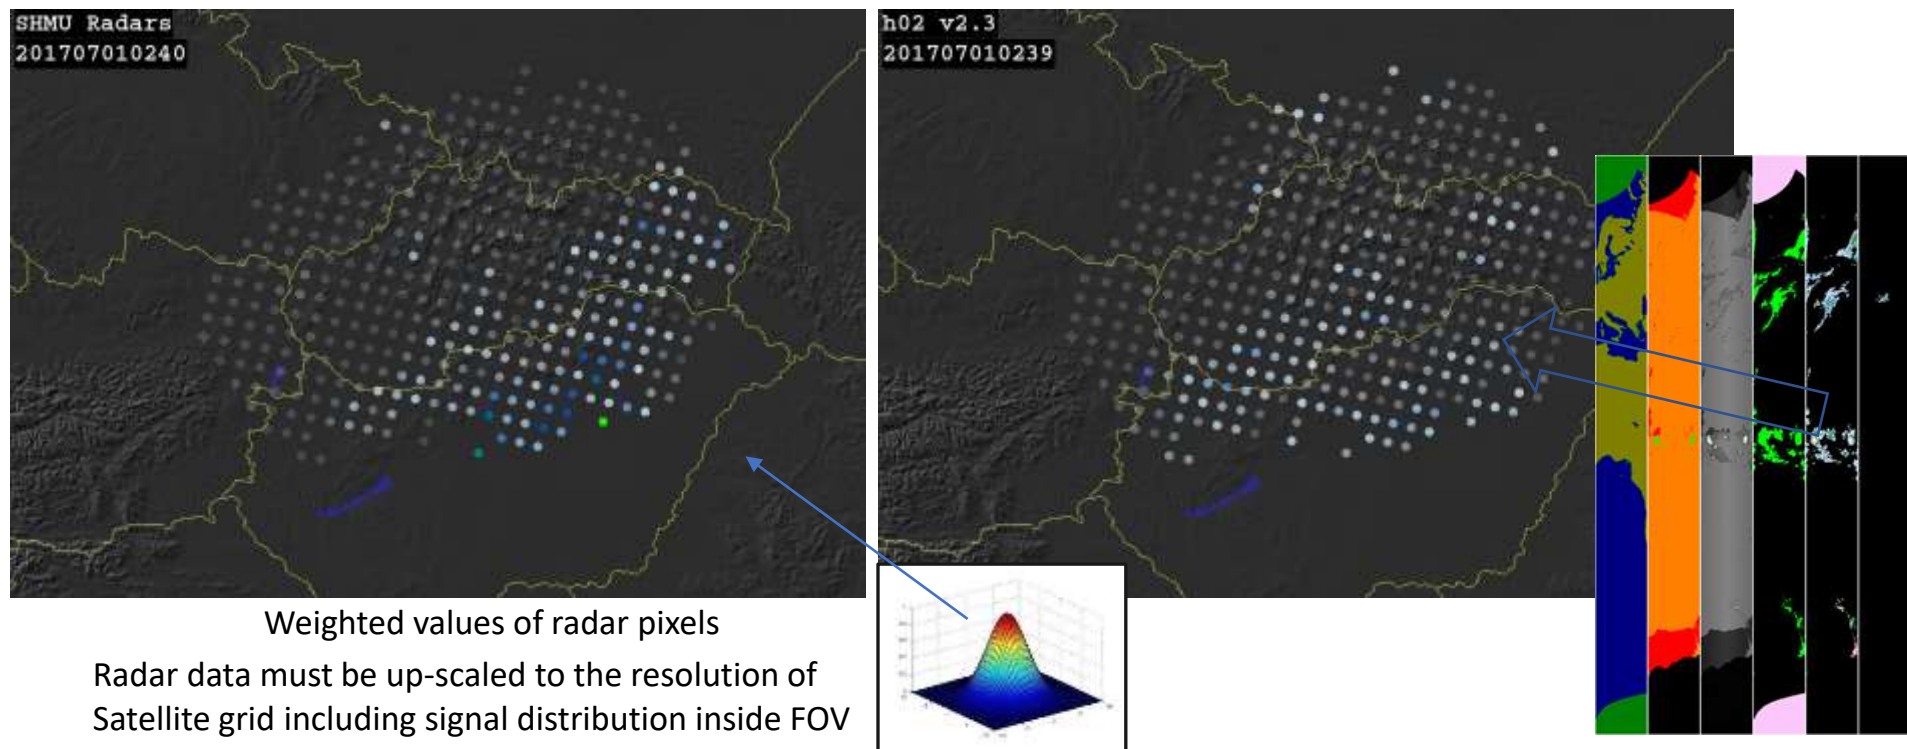 SHMU Radars
201707010240
h02 v2.3
201707010239
Weighted values of radar pixels
Radar data must be up-scaled to the resolution of
Satellite grid including signal distribution inside FOV